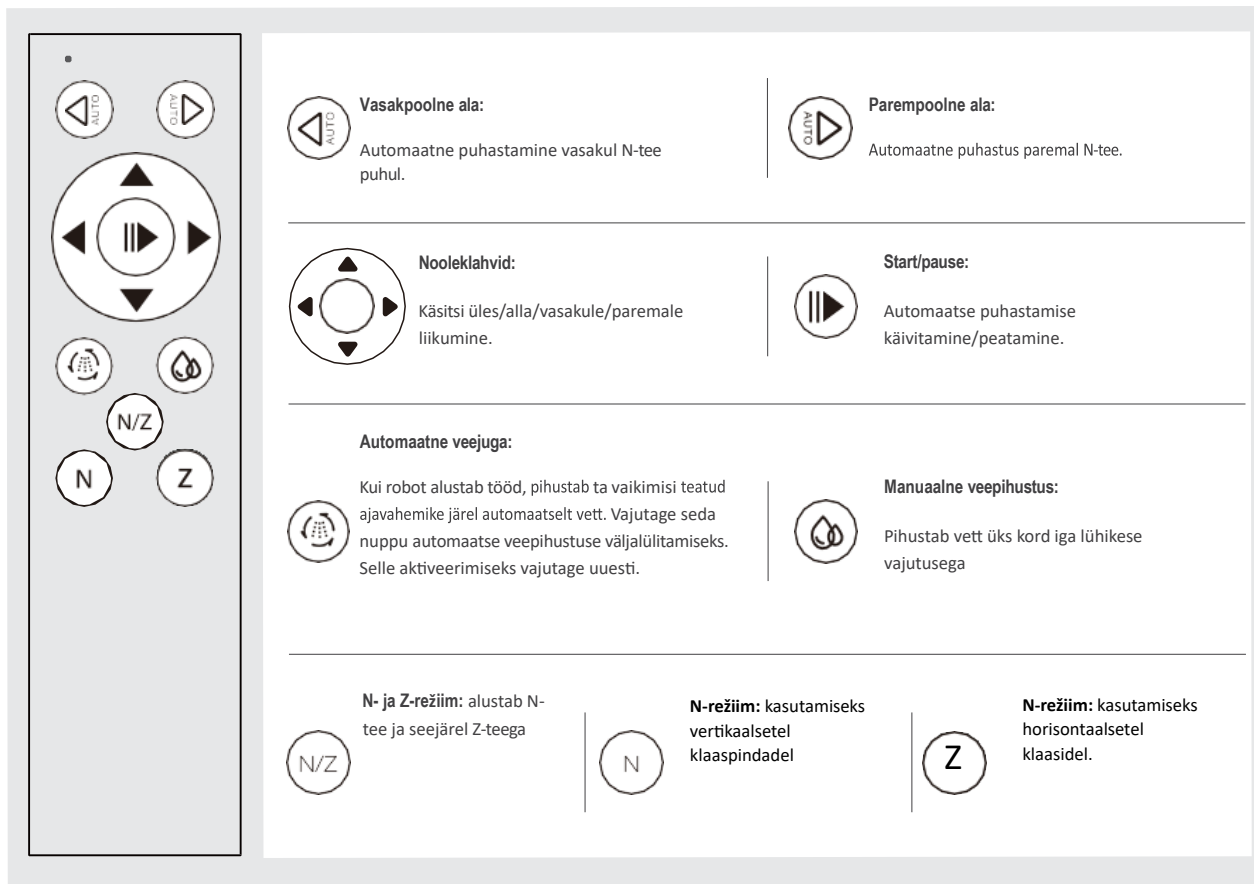 AUTO
AUTO
N/Z
N
Z
AUTO
Vasakpoolne ala:
Automaatne puhastamine vasakul N-tee
puhul.
AUTO
Parempoolne ala:
Automaatne puhastus paremal N-tee.
Nooleklahvid:
Käsitsi üles/alla/vasakule/paremale
liikumine.
Start/pause:
Automaatse puhastamise
käivitamine/peatamine.
Automaatne veejuga:
Kui robot alustab tööd, pihustab ta vaikimisi teatud
ajavahemike järel automaatselt vett. Vajutage seda
nuppu automaatse veepihustuse väljalülitamiseks.
Selle aktiveerimiseks vajutage uuesti.
Manuaalne veepihustus:
Pihustab vett üks kord iga lühikese
vajutusega
N/Z
N- ja Z-režiim: alustab N-
tee ja seejärel Z-teega
N
N-režiim: kasutamiseks
vertikaalsetel
klaaspindadel
Z
N-režiim: kasutamiseks
horisontaalsetel
klaasidel.